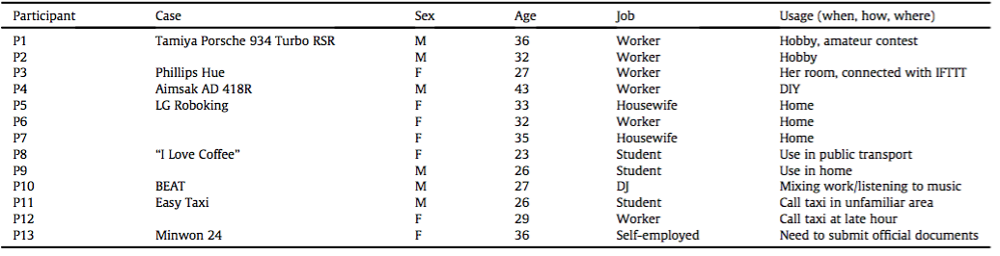 Participant Case Sex Age Job Usage (when, how, where)
P1 Tamiya Porsche 934 Turbo RSR M 36 Worker Hobby, amateur contest
P2 M 32 Worker Hobby
P3 Phillips Hue F 27 Worker Her room, connected with IFTTT
P4 Aimsak AD 418R M 43 Worker DIY
P5 LG Roboking F 33 Housewife Home
P6 F 32 Worker Home
P7 F 35 Housewife Home
P8 “I Love Coffee” F 23 Student Use in public transport
P9 M 26 Student Use in home
P10 BEAT M 27 DJ Mixing work/listening to music
P11 Easy Taxi M 26 Student Call taxi in unfamiliar area
P12 F 29 Worker Call taxi at late hour
P13 Minwon 24 F 36 Self-employed Need to submit official documents